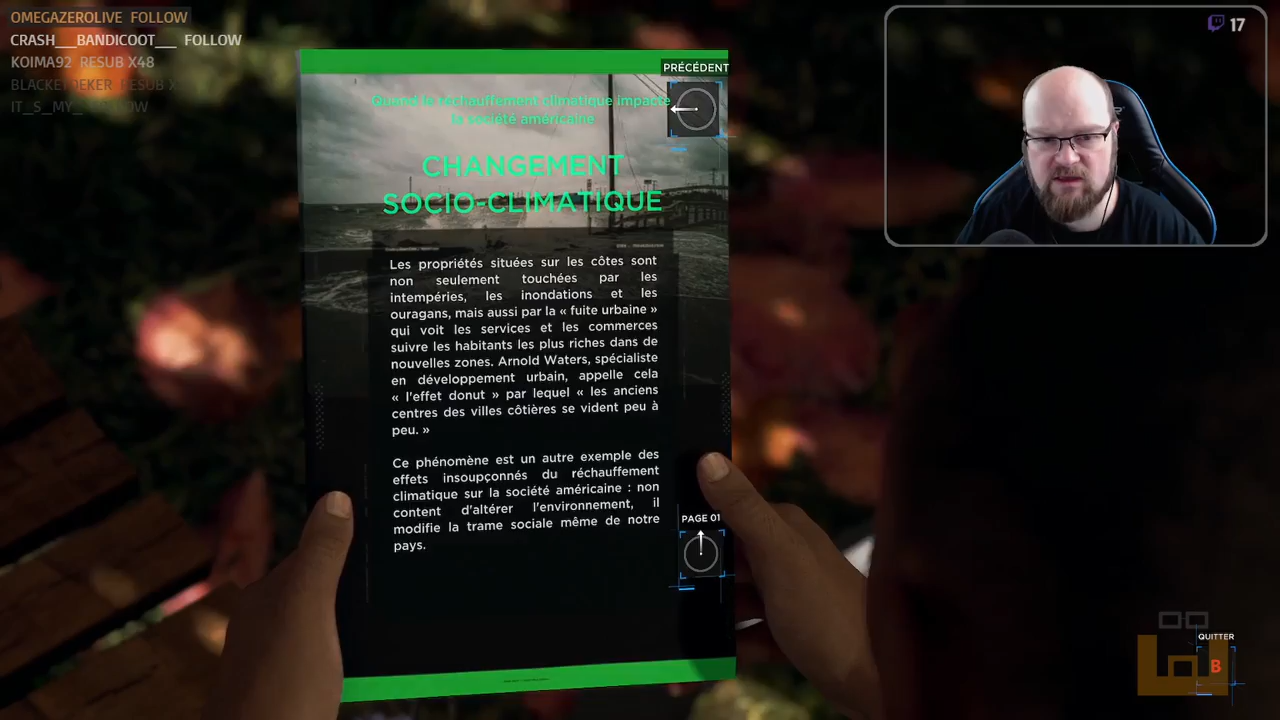 OMEGAZEROLIVE FOLLOW
CRASH__BANDICOOT__ FOLLOW
KOIMA92 RESUB X48
17
PRÉCÉDENT
Quand le réchauffement climatique impacte
la société américaine
CHANGEMENT
SOCIO-CLIMATIQUE
Les propriétés situées sur les côtes sont
non seulement touchées par les
intempéries, les inondations et les
ouragans, mais aussi par la « fuite urbaine »
qui voit les services et les commerces
suivre les habitants les plus riches dans de
nouvelles zones. Arnold Waters, spécialiste
en développement urbain, appelle cela
« l'effet donut » par lequel « les anciens
centres des villes côtières se vident peu à
peu. »
Ce phénomène est un autre exemple des
effets insoupçonnés du réchauffement
climatique sur la société américaine : non
content d'altérer l'environnement, il
modifie la trame sociale même de notre
pays.
PAGE 01
QUITTER
B